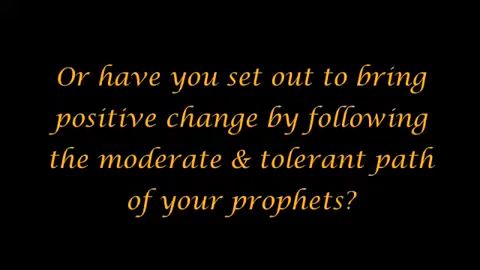 Or have you set out to bring
positive change by following
the moderate & tolerant path
of your prophets?